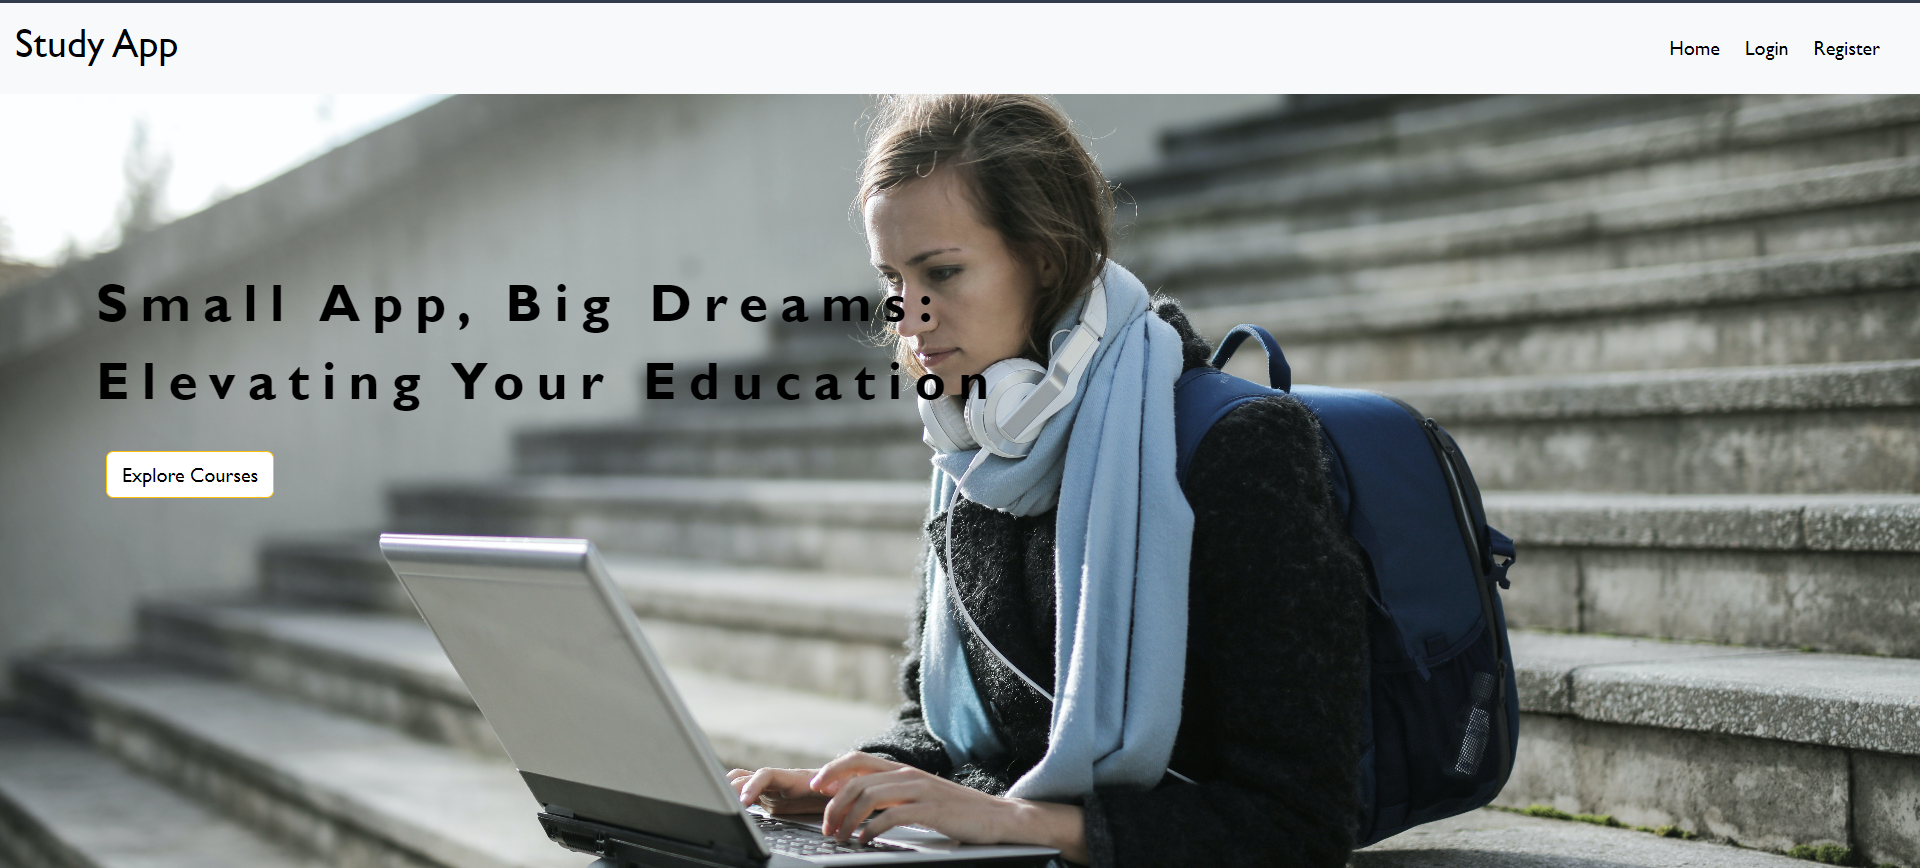 Study App
Home Login Register
Small App, Big Dreams:
Elevating Your Education
Explore Courses